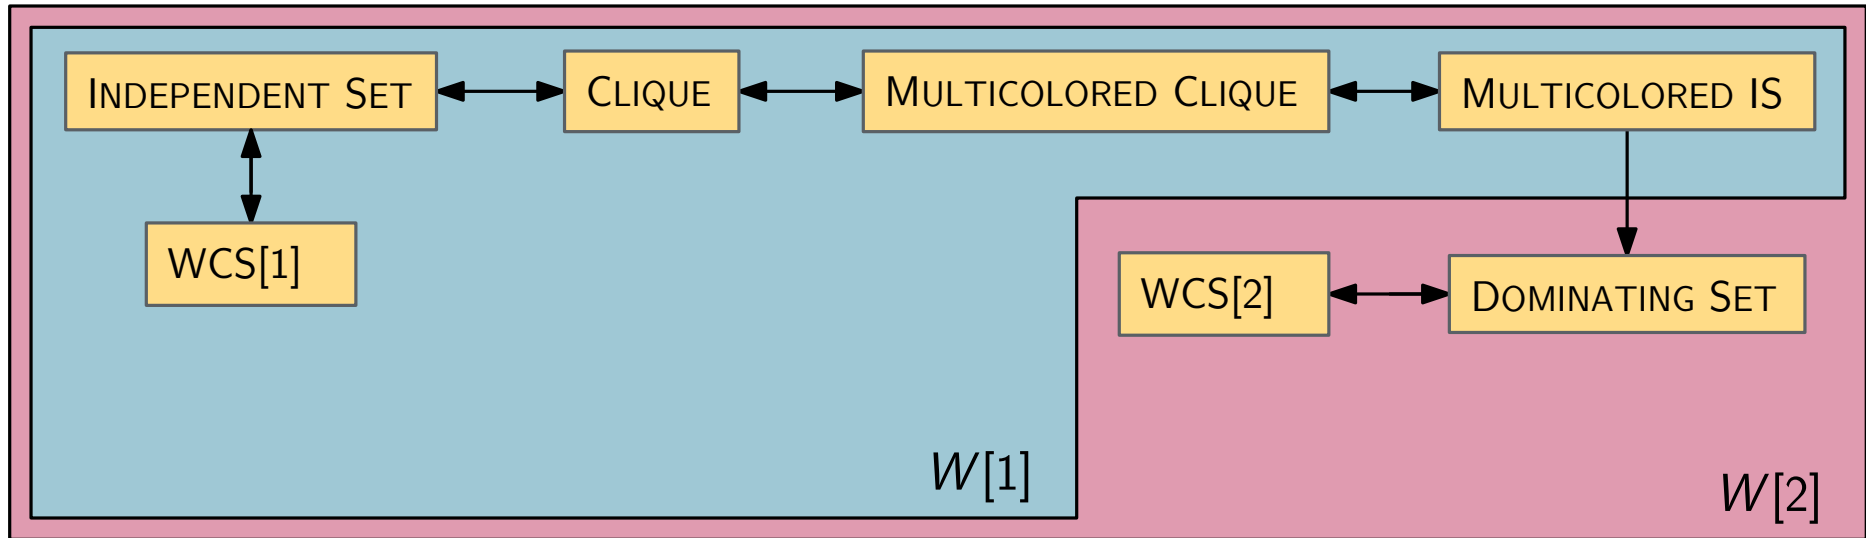 INDEPENDENT SET
CLIQUE
MULTICOLORED CLIQUE
MULTICOLORED IS
WCS[1]
WCS[2]
DOMINATING SET
W[1]
W[2]